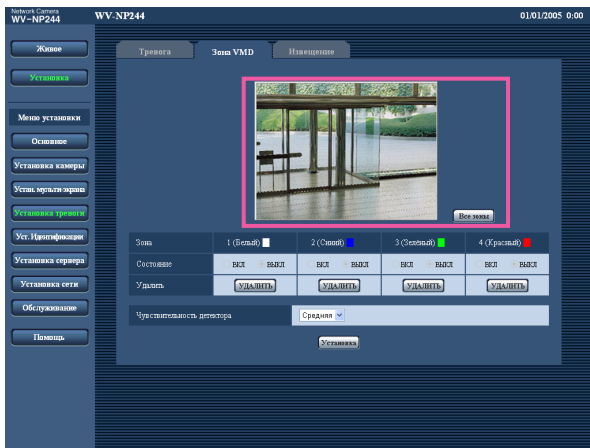 Network Camera
WV-NP244
WV-NP244
01/01/2005 0:00
Живое
Установка
Меню установки
Основное
Установка камеры
Устан. мульти-экрана
Установка тревоги
Уст. Идентификации
Установка сервера
Установка сети
Обслуживание
Помощь
Тревога Зона VMD Извещение
Все зоны
Зона 1 (Белый) 2 (Синий) 3 (Зелёный) 4 (Красный)
Состояние ВКЛ ВЫКЛ ВКЛ ВЫКЛ ВКЛ ВЫКЛ ВКЛ ВЫКЛ
Удалить УДАЛИТЬ УДАЛИТЬ УДАЛИТЬ УДАЛИТЬ
Чувствительность детектора Средняя
Установка